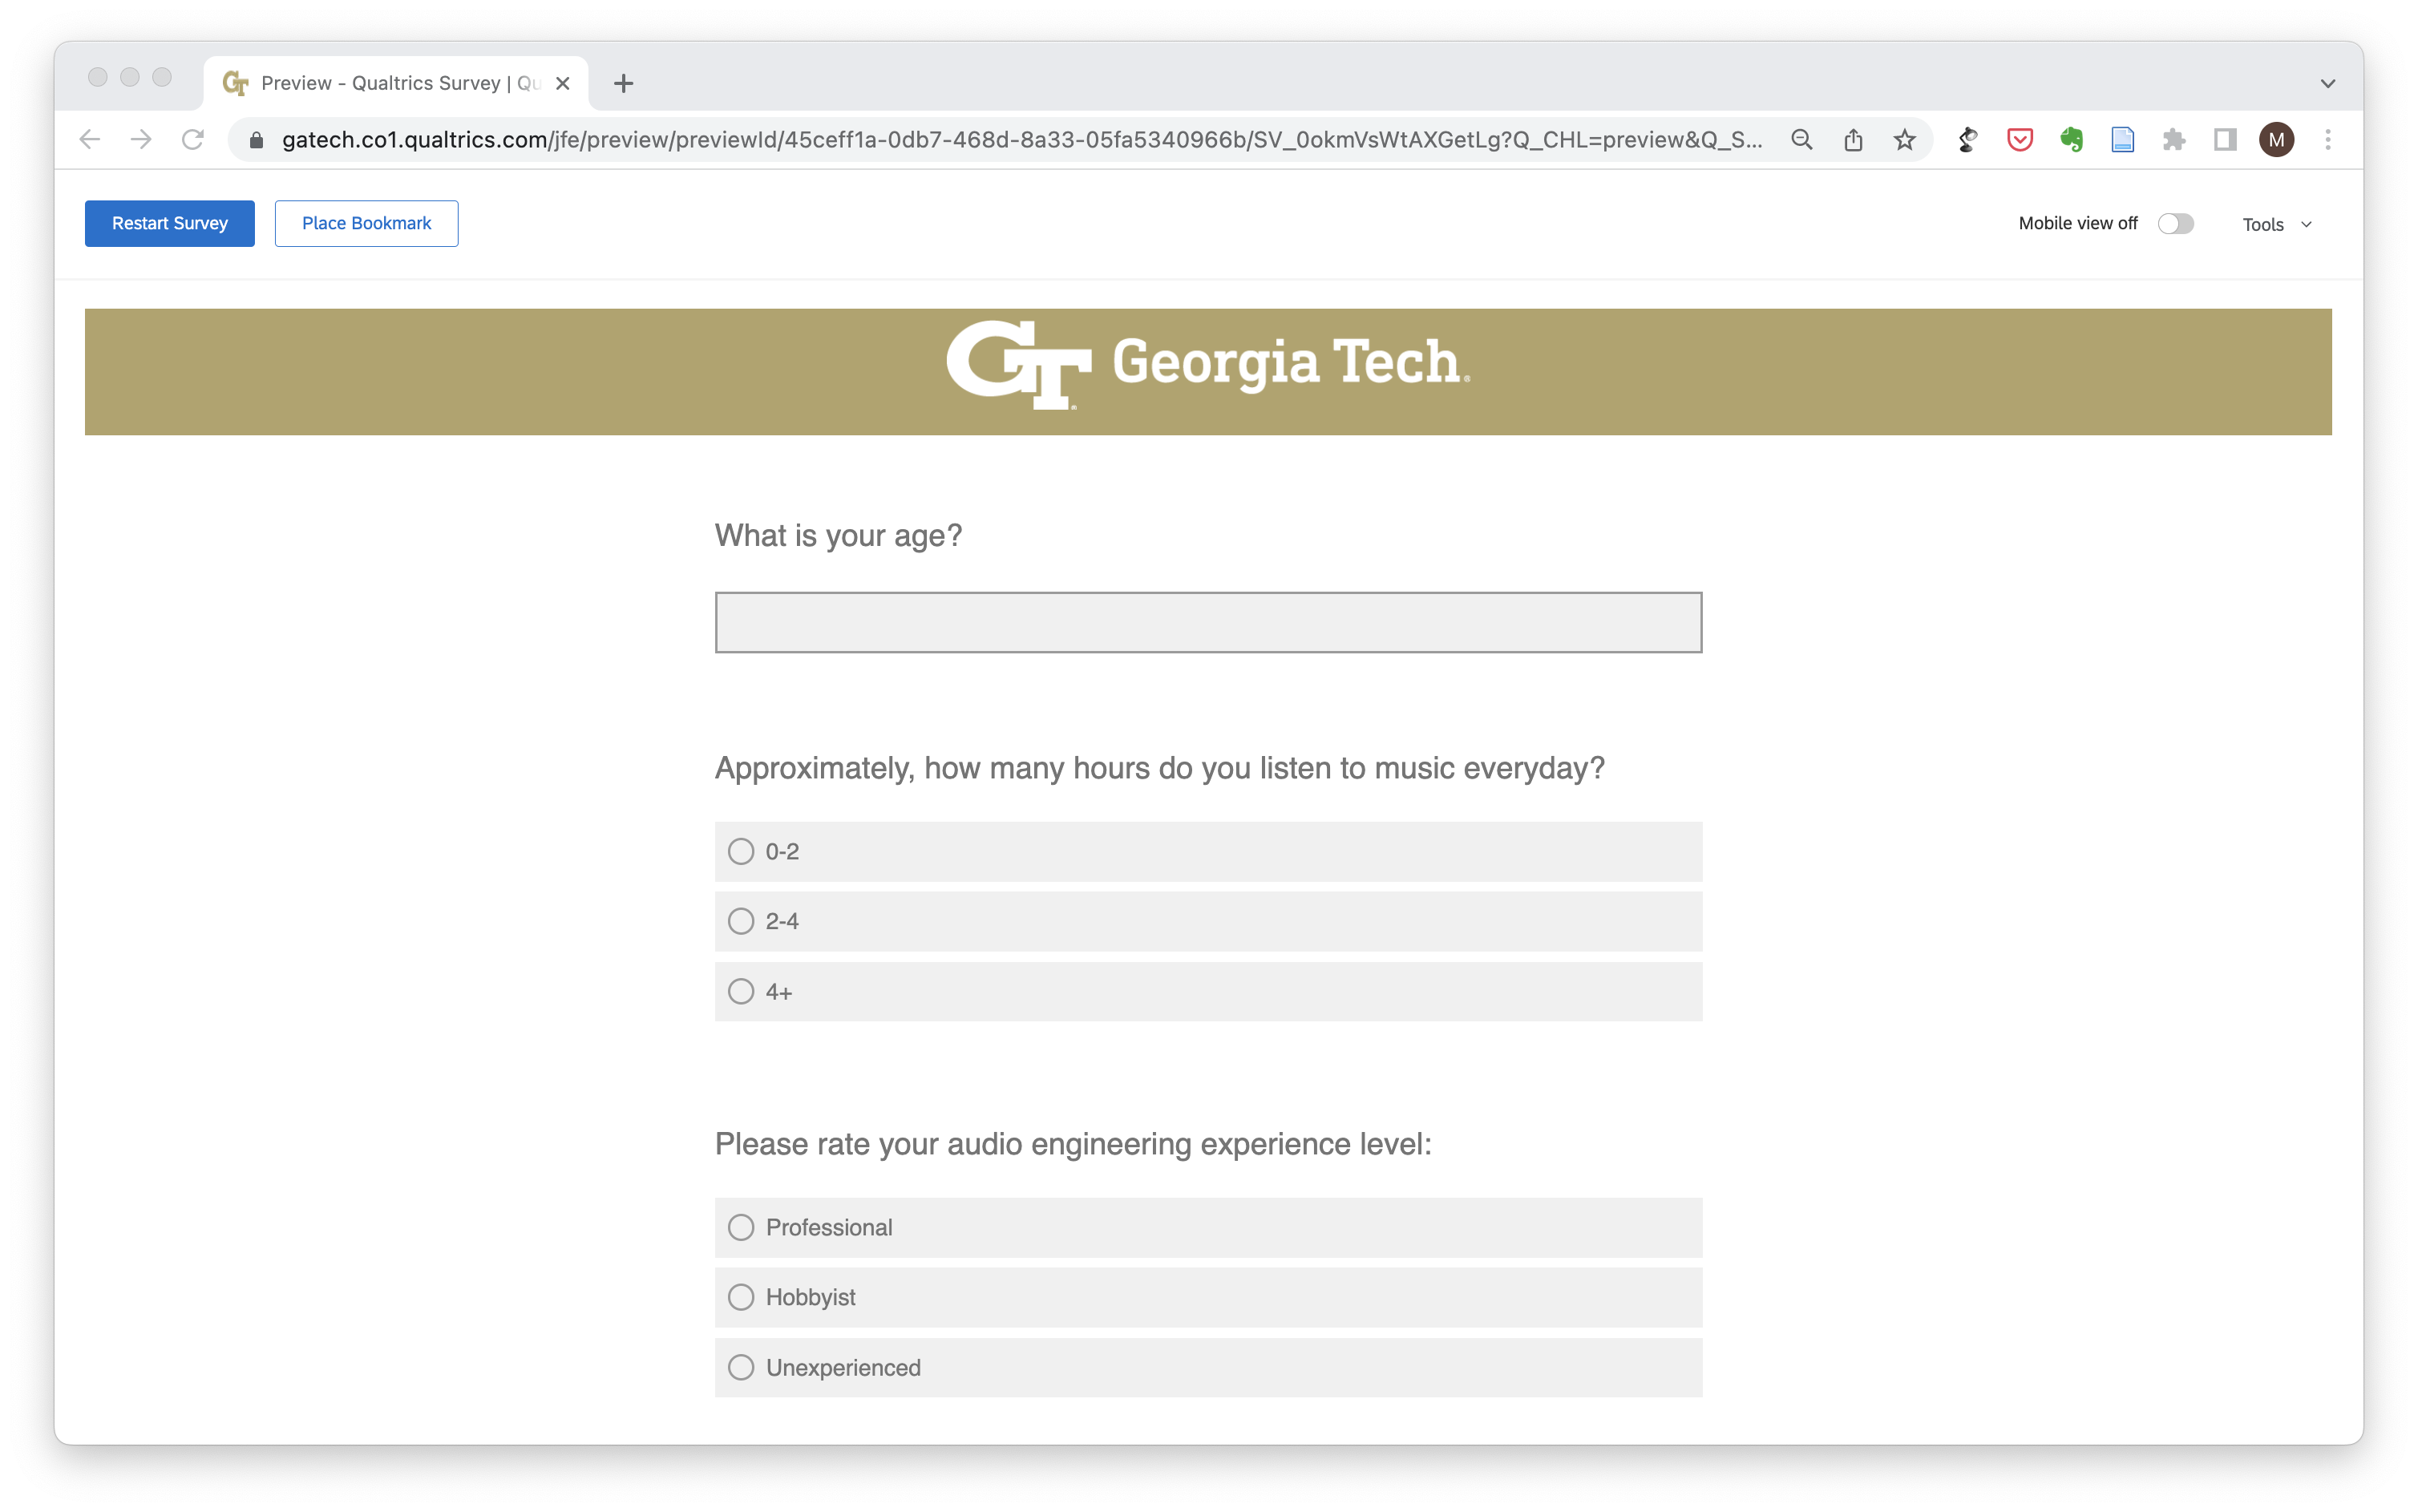 Preview - Qualtrics Survey | Qu
gatech.co1.qualtrics.com/jfe/preview/previewId/45ceff1a-0db7-468d-8a33-05fa5340966b/SV_0okmVsWtAXGetLg?Q_CHL=preview&Q_S...
M
Restart Survey
Place Bookmark
Mobile view off
Tools
GT® Georgia Tech®
What is your age?
Approximately, how many hours do you listen to music everyday?
0-2
2-4
4+
Please rate your audio engineering experience level:
Professional
Hobbyist
Unexperienced